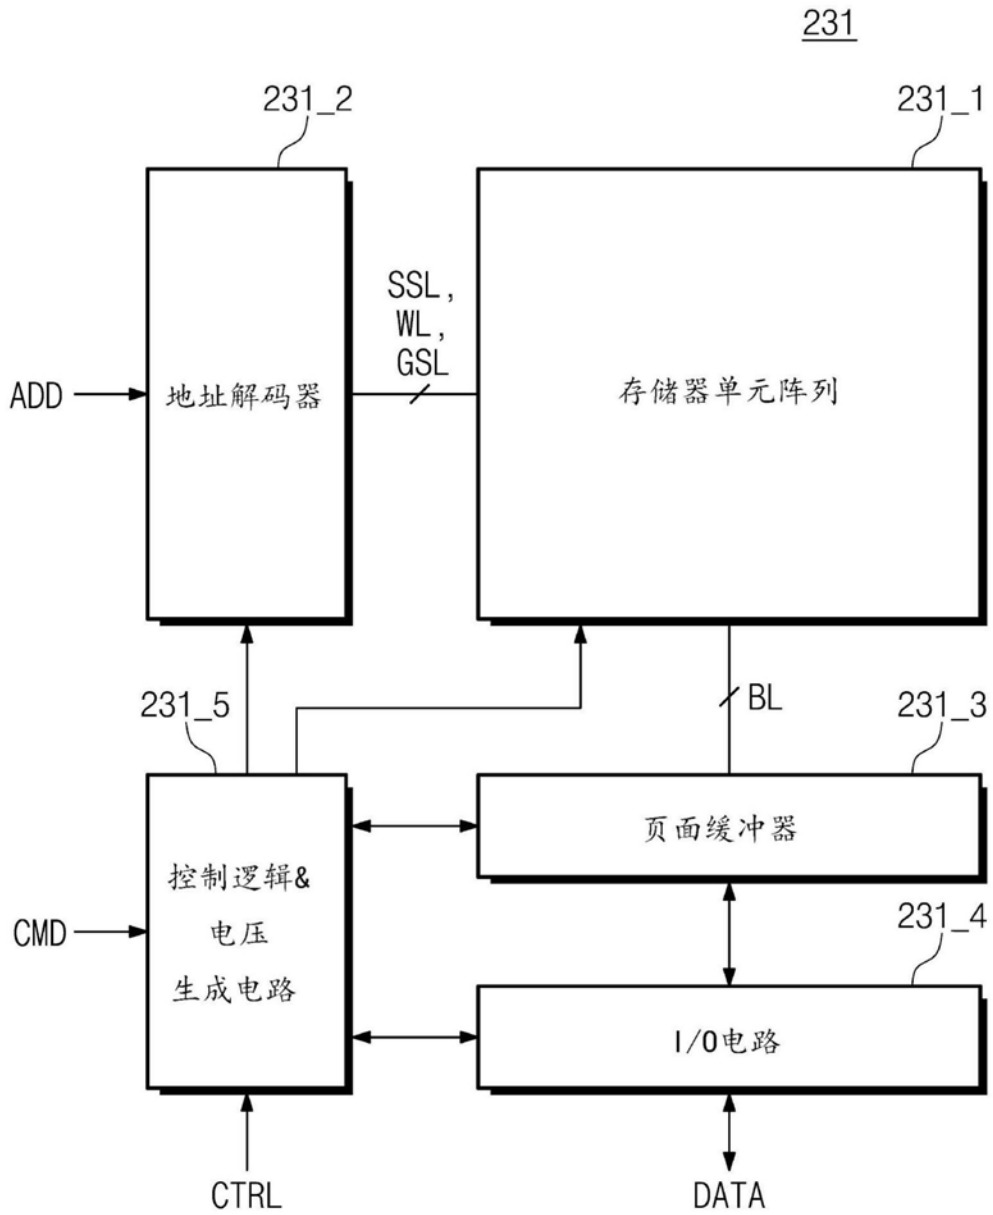 231
231_2
231_1
SSL,
WL,
GSL
ADD
地址解码器
存储器单元阵列
231_5
BL
231_3
页面缓冲器
控制逻辑&
电压
生成电路
CMD
231_4
I/O电路
CTRL
DATA